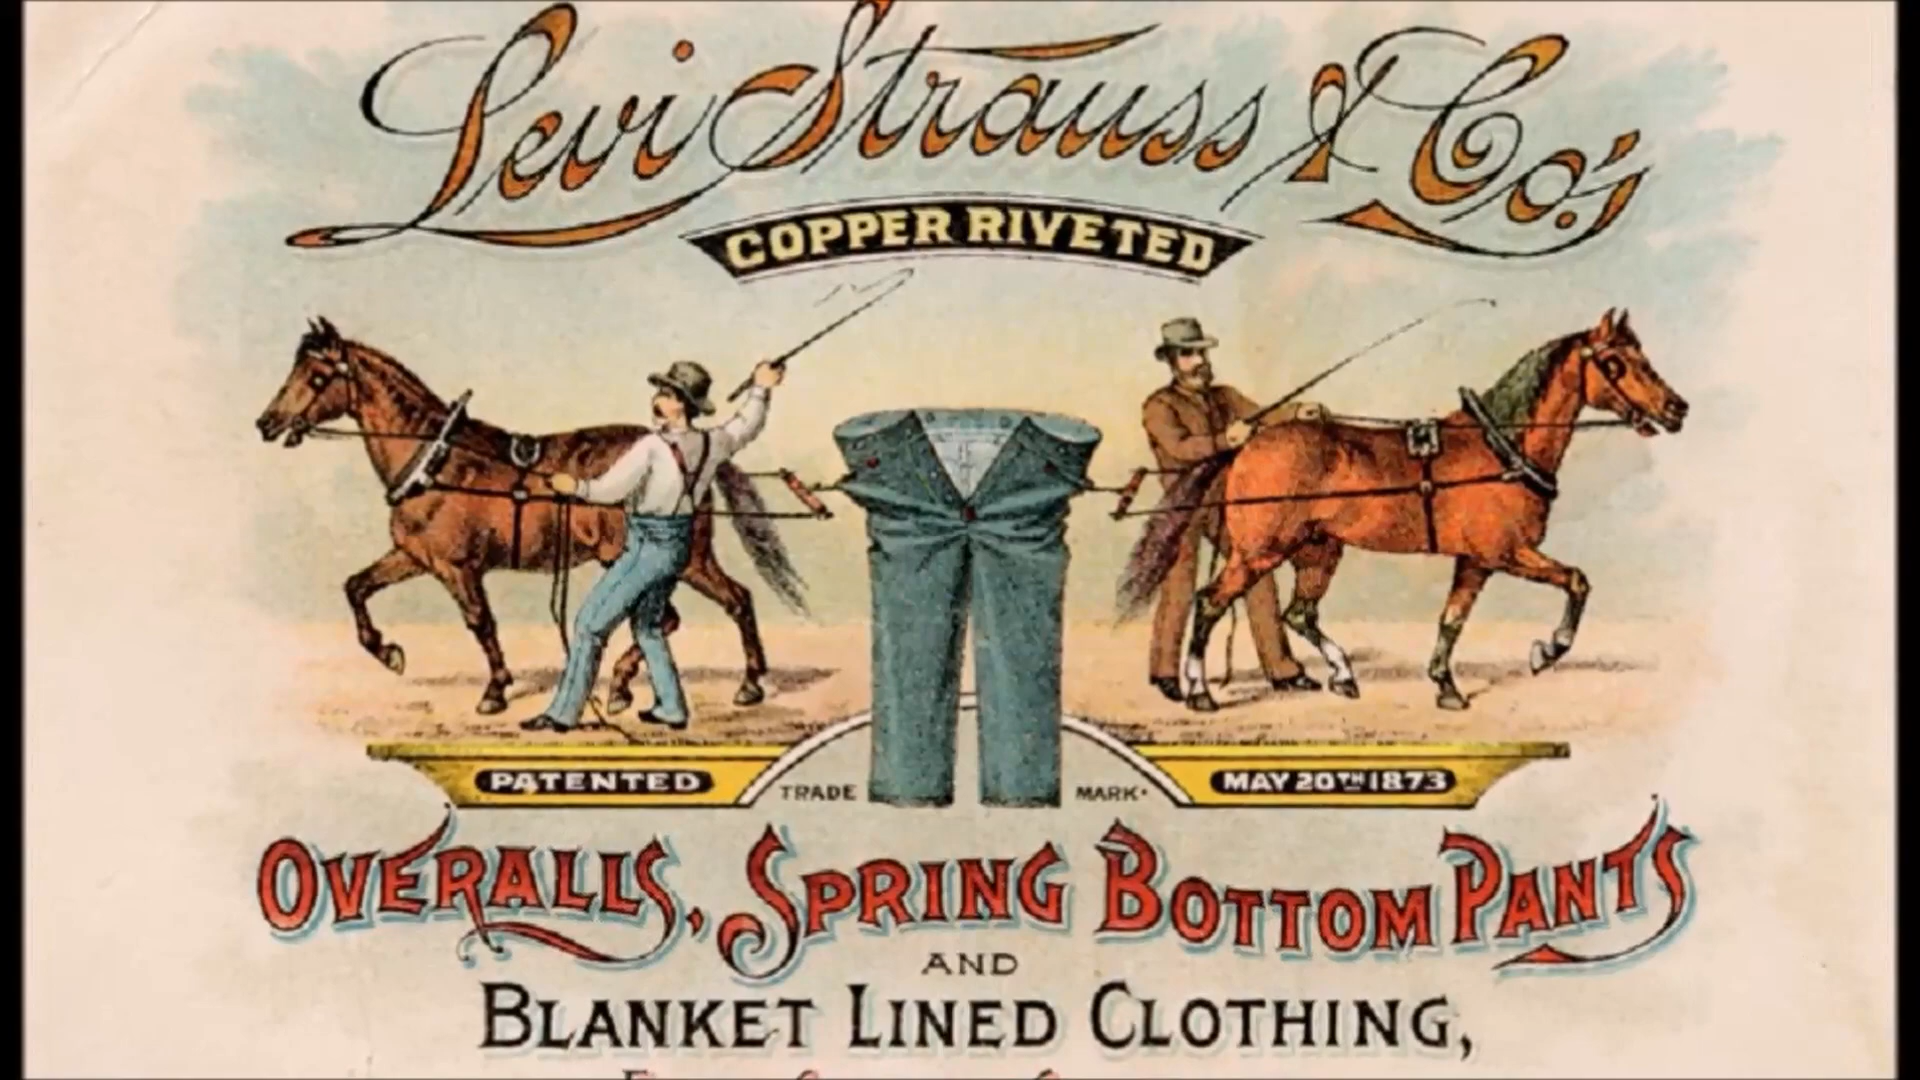 Levi Strauss & Co.'s
COPPER RIVETED
PATENTED
TRADE MARK.
MAY 20TH 1873
OVERALLS, SPRING BOTTOM PANTS
AND
BLANKET LINED CLOTHING,